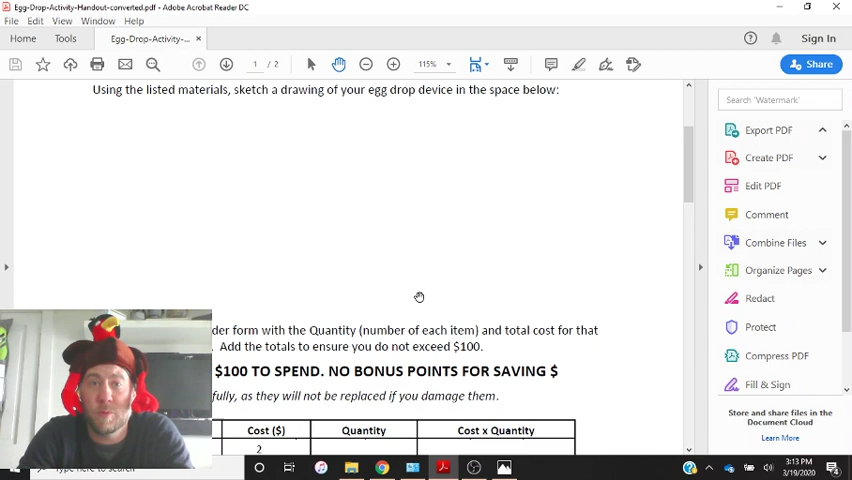 Egg-Drop-Activity-Handout-converted.pdf - Adobe Acrobat Reader DC
File Edit View Window Help
Home Tools Egg-Drop-Activity-... × Sign In
1 / 2 115% Share
Using the listed materials, sketch a drawing of your egg drop device in the space below:
Search 'Watermark'
Export PDF
Create PDF
Edit PDF
Comment
Combine Files
Organize Pages
Redact
Protect
Compress PDF
Fill & Sign
Store and share files in the
Document Cloud
Learn More
der form with the Quantity (number of each item) and total cost for that
. Add the totals to ensure you do not exceed $100.
$100 TO SPEND. NO BONUS POINTS FOR SAVING $
fully, as they will not be replaced if you damage them.
Cost ($) Quantity Cost x Quantity
2
Type here to search
3:13 PM
3/19/2020